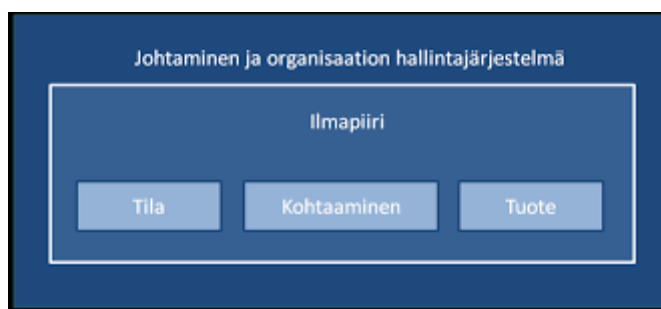 Johtaminen ja organisaation hallintajärjestelmä
Ilmapiiri
Tila
Kohtaaminen
Tuote